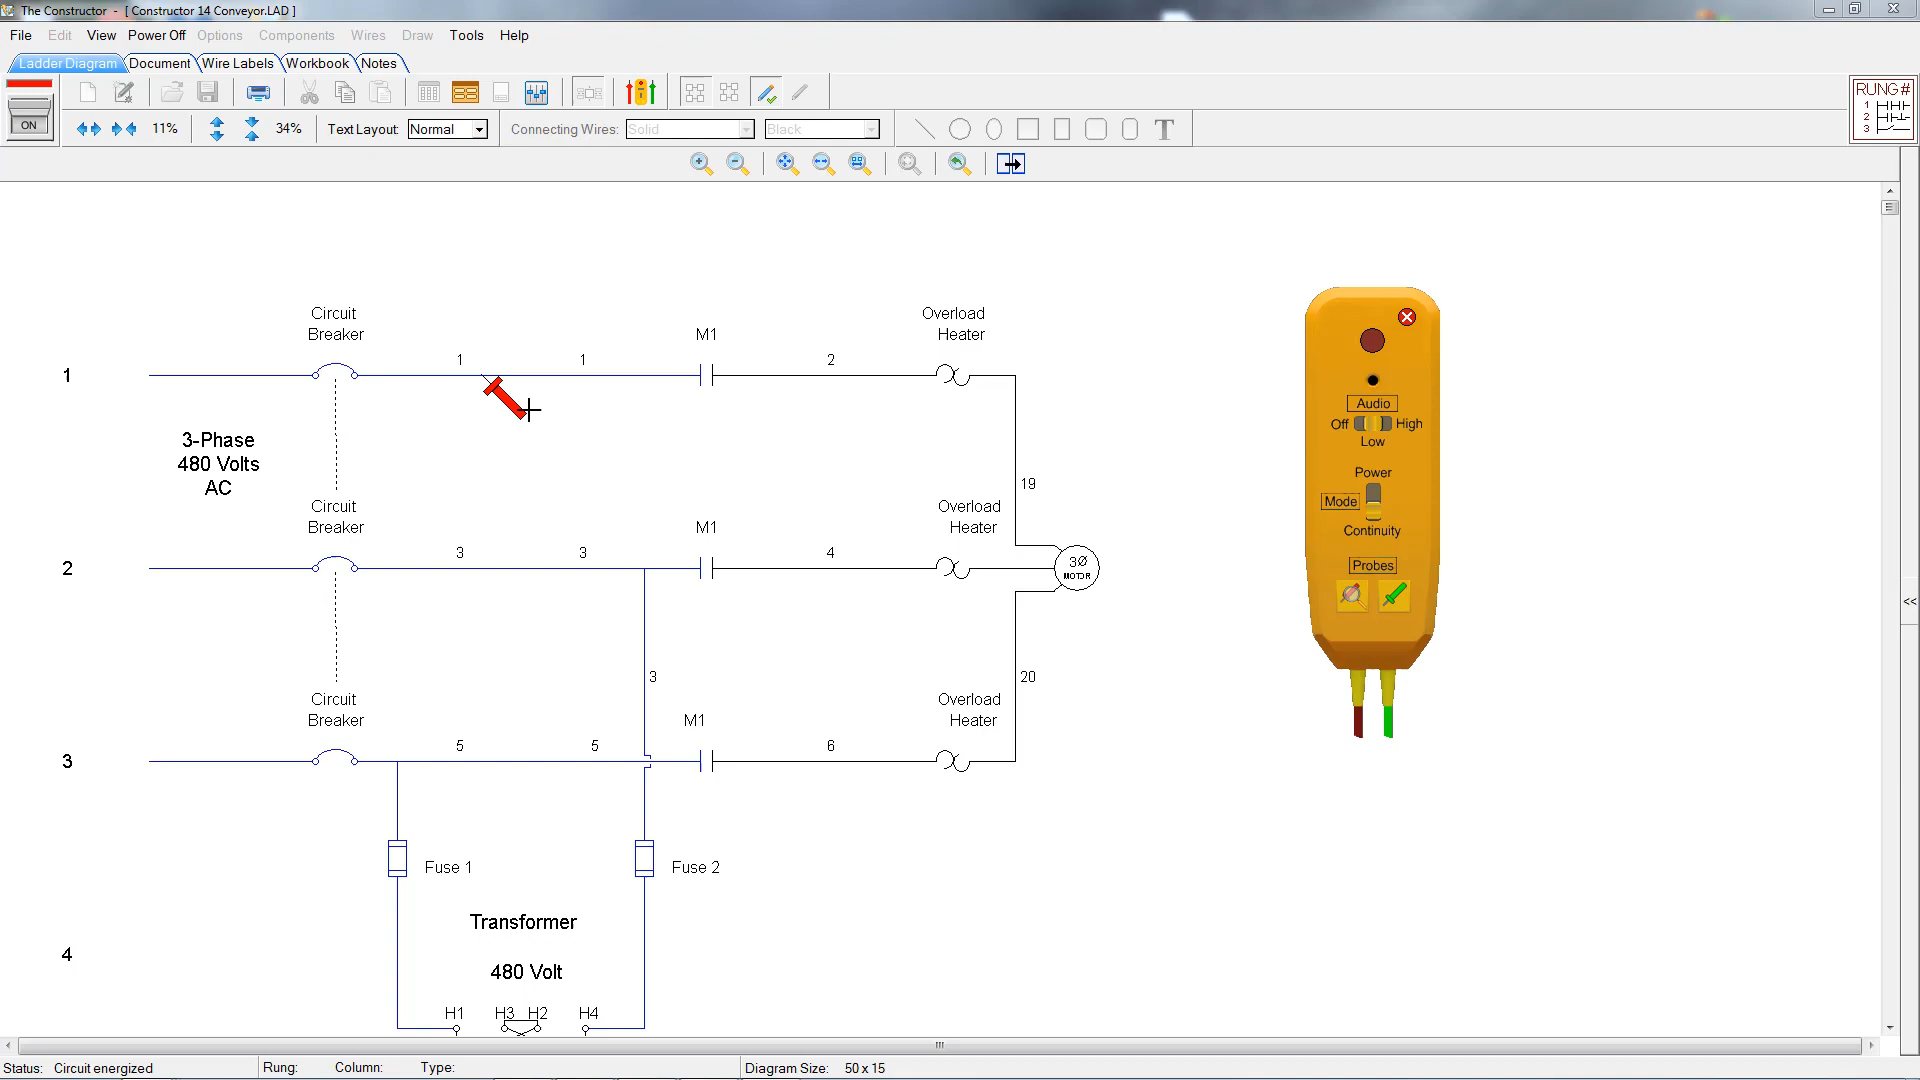 The Constructor - [ Constructor 14 Conveyor.LAD ]
File Edit View Power Off Options Components Wires Draw Tools Help
Ladder Diagram Document Wire Labels Workbook Notes
ON
11% 34% Text Layout: Normal Connecting Wires: Solid Black T
RUNG#
1
2
3
Circuit Breaker
M1
Overload Heater
1 1 1 2
3-Phase
480 Volts
AC
19
Circuit Breaker
M1
Overload Heater
2 3 3 4
3Ø
MOTOR
3
20
Circuit Breaker
M1
Overload Heater
3 5 5 6
Fuse 1
Fuse 2
Transformer
4
480 Volt
H1 H3 H2 H4
Audio
Off High
Low
Power
Mode
Continuity
Probes
<<
Status: Circuit energized Rung: Column: Type: Diagram Size: 50 x 15